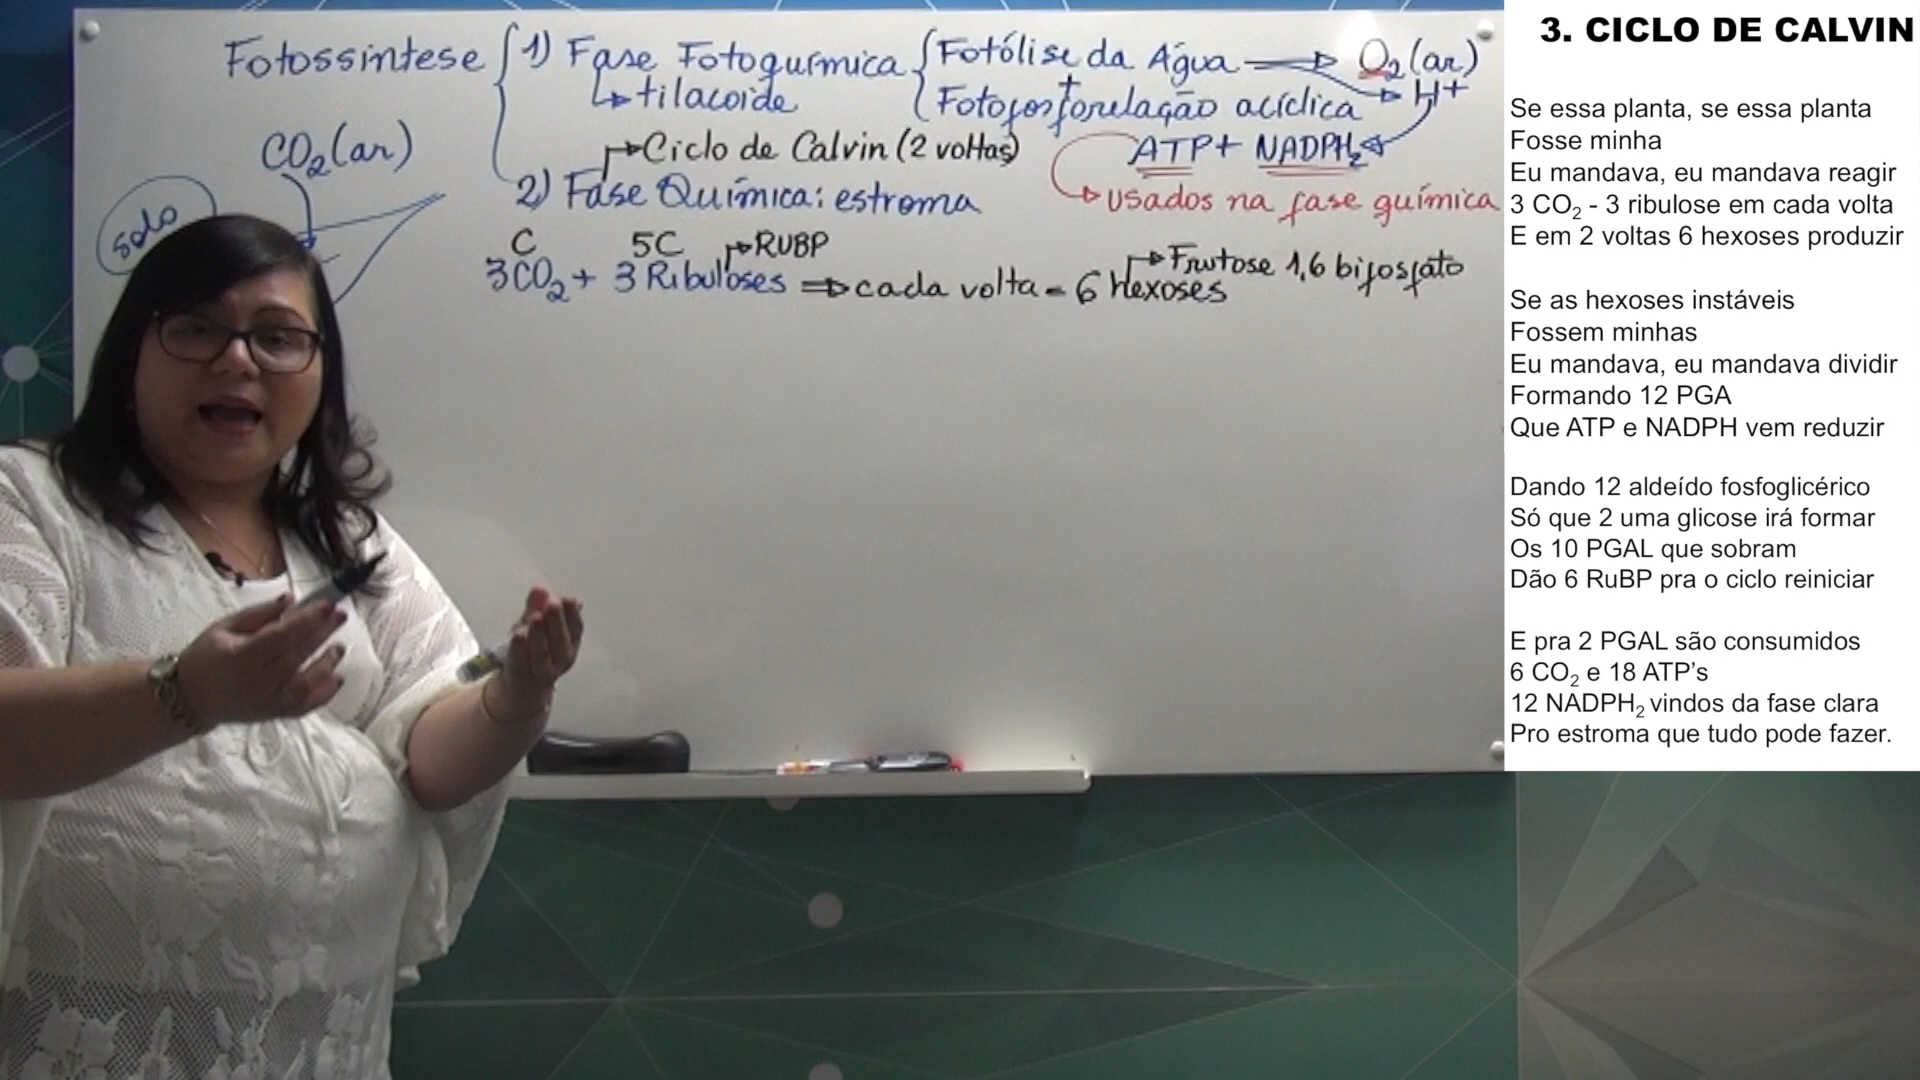 Fotossíntese 1) Fase Fotoquímica Fotólise da Água O2(ar)
tilacoide + H+
Fotofosforelação acíclica
CO2(ar)
Ciclo de Calvin (2 voltas) ATP + NADPH2
solo
2) Fase Química: estroma usados na fase química
C 5C RUBP Frutose 1,6 bifosfato
3CO2 + 3 Ribuloses cada volta = 6 Hexoses
3. CICLO DE CALVIN
Se essa planta, se essa planta
Fosse minha
Eu mandava, eu mandava reagir
3 CO2 - 3 ribulose em cada volta
E em 2 voltas 6 hexoses produzir
Se as hexoses instáveis
Fossem minhas
Eu mandava, eu mandava dividir
Formando 12 PGA
Que ATP e NADPH vem reduzir
Dando 12 aldeído fosfoglicérico
Só que 2 uma glicose irá formar
Os 10 PGAL que sobram
Dão 6 RuBP pra o ciclo reiniciar
E pra 2 PGAL são consumidos
6 CO2 e 18 ATP’s
12 NADPH2 vindos da fase clara
Pro estroma que tudo pode fazer.